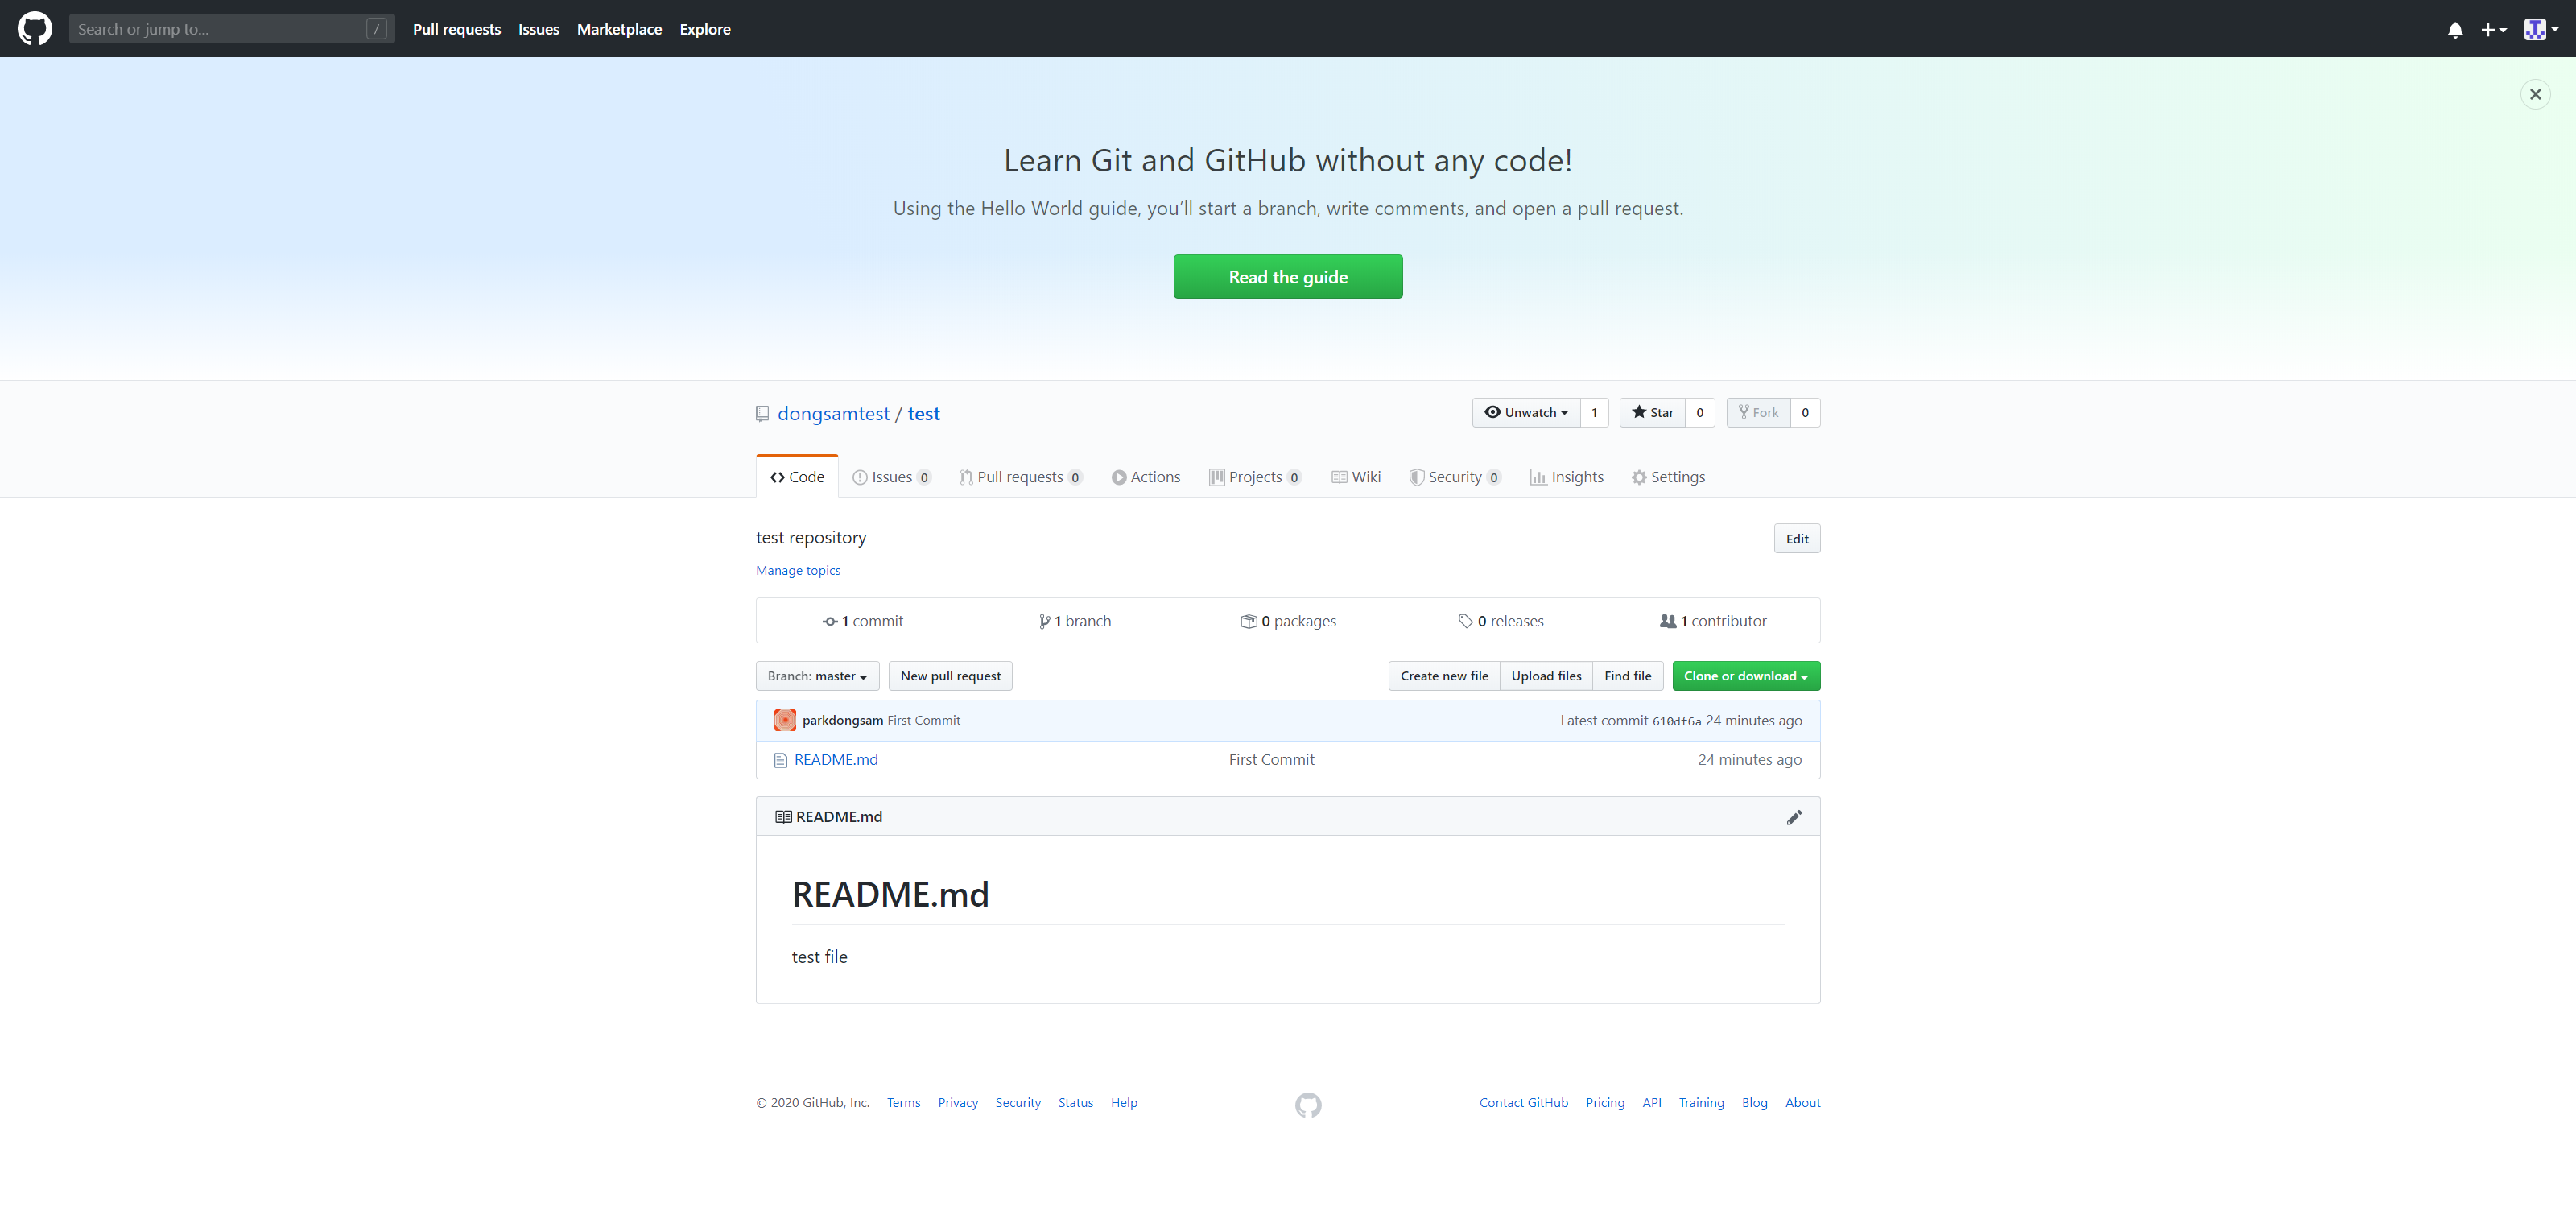 Search or jump to... / Pull requests Issues Marketplace Explore
Learn Git and GitHub without any code!
Using the Hello World guide, you’ll start a branch, write comments, and open a pull request.
Read the guide
dongsamtest / test Unwatch 1 Star 0 Fork 0
Code Issues 0 Pull requests 0 Actions Projects 0 Wiki Security 0 Insights Settings
test repository Edit
Manage topics
1 commit 1 branch 0 packages 0 releases 1 contributor
Branch: master New pull request Create new file Upload files Find file Clone or download
parkdongsam First Commit Latest commit 610df6a 24 minutes ago
README.md First Commit 24 minutes ago
README.md
README.md
test file
© 2020 GitHub, Inc. Terms Privacy Security Status Help Contact GitHub Pricing API Training Blog About